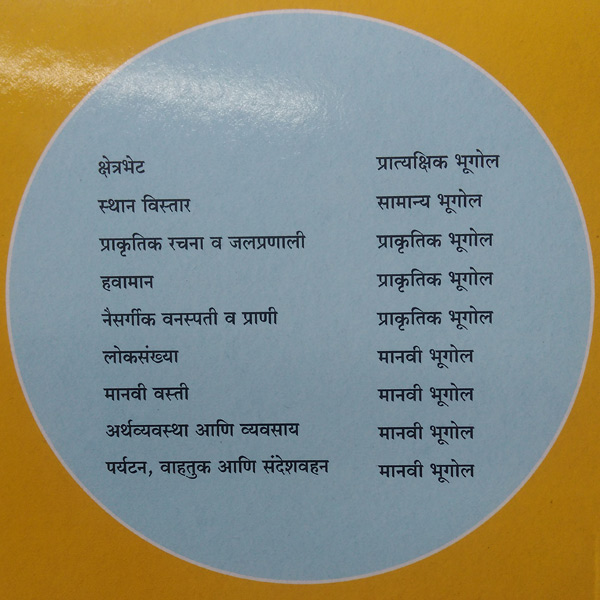 क्षेत्रभेट प्रात्यक्षिक भूगोल
स्थान विस्तार सामान्य भूगोल
प्राकृतिक रचना व जलप्रणाली प्राकृतिक भूगोल
हवामान प्राकृतिक भूगोल
नैसर्गीक वनस्पती व प्राणी प्राकृतिक भूगोल
लोकसंख्या मानवी भूगोल
मानवी वस्ती मानवी भूगोल
अर्थव्यवस्था आणि व्यवसाय मानवी भूगोल
पर्यटन, वाहतुक आणि संदेशवहन मानवी भूगोल